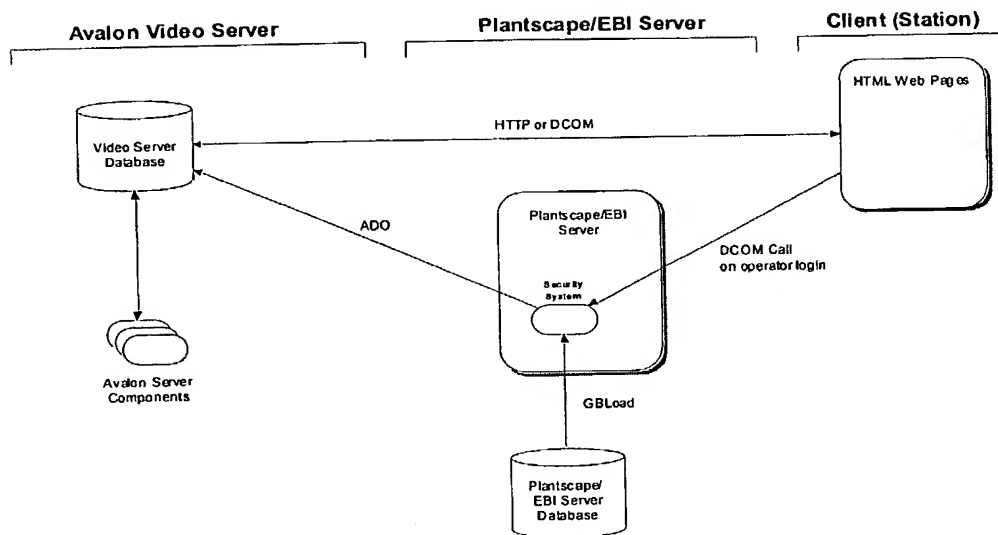 Avalon Video Server
Plantscape/EBI Server
Client (Station)
HTML Web Pagos
HTTP or DCOM
Video Server
Database
ADO
Plantscape/EBI
Server
DCOM Call
on operator login
Security
System
Avalon Server
Components
GBLoad
Plantscape/
EBI Server
Database